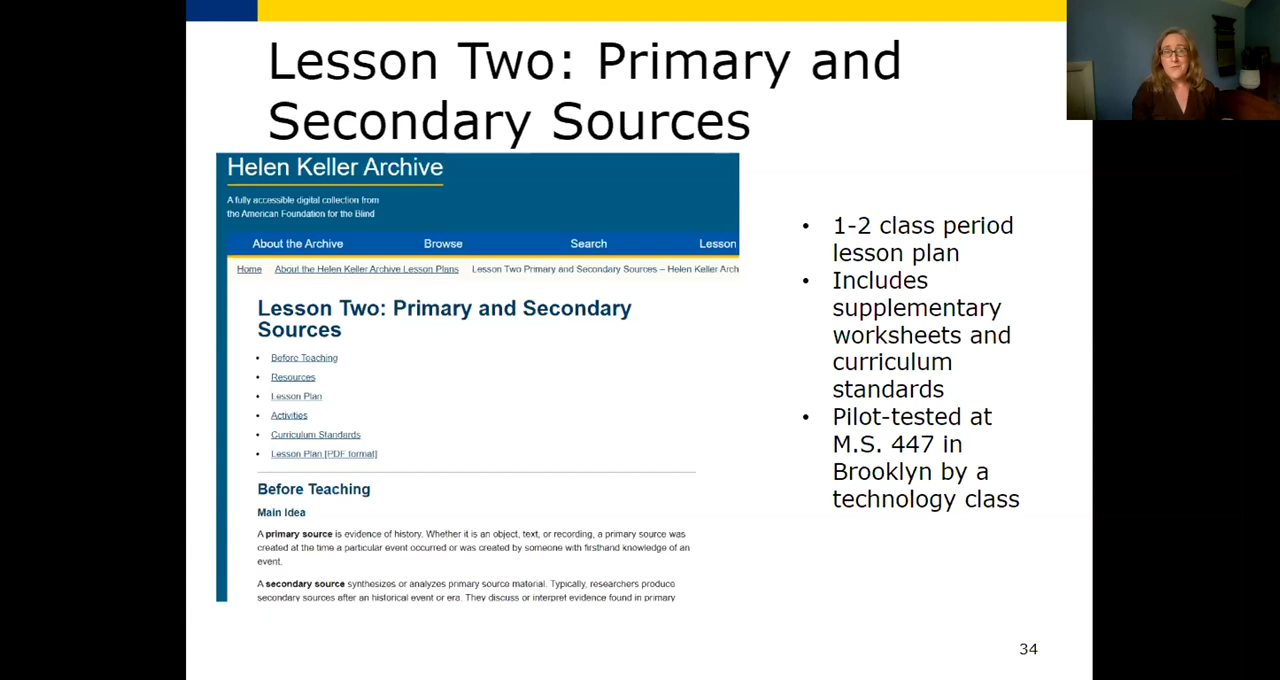 Lesson Two: Primary and
Secondary Sources
Helen Keller Archive
A fully accessible digital collection from
the American Foundation for the Blind
About the Archive Browse Search Lesson
Home About the Helen Keller Archive Lesson Plans Lesson Two Primary and Secondary Sources – Helen Keller Arch
Lesson Two: Primary and Secondary
Sources
• Before Teaching
• Resources
• Lesson Plan
• Activities
• Curriculum Standards
• Lesson Plan [PDF format]
Before Teaching
Main Idea
A primary source is evidence of history. Whether it is an object, text, or recording, a primary source was
created at the time a particular event occurred or was created by someone with firsthand knowledge of an
event.
A secondary source synthesizes or analyzes primary source material. Typically, researchers produce
secondary sources after an historical event or era. They discuss or interpret evidence found in primary
• 1-2 class period
lesson plan
• Includes
supplementary
worksheets and
curriculum
standards
• Pilot-tested at
M.S. 447 in
Brooklyn by a
technology class
34